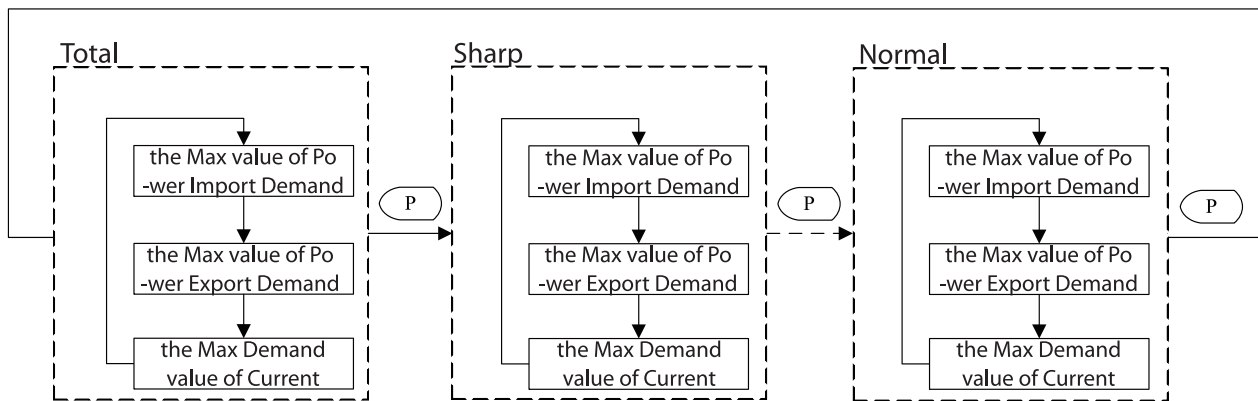 Total
the Max value of Po
-wer Import Demand
the Max value of Po
-wer Export Demand
the Max Demand
value of Current
P
Sharp
the Max value of Po
-wer Import Demand
the Max value of Po
-wer Export Demand
the Max Demand
value of Current
P
Normal
the Max value of Po
-wer Import Demand
the Max value of Po
-wer Export Demand
the Max Demand
value of Current
P